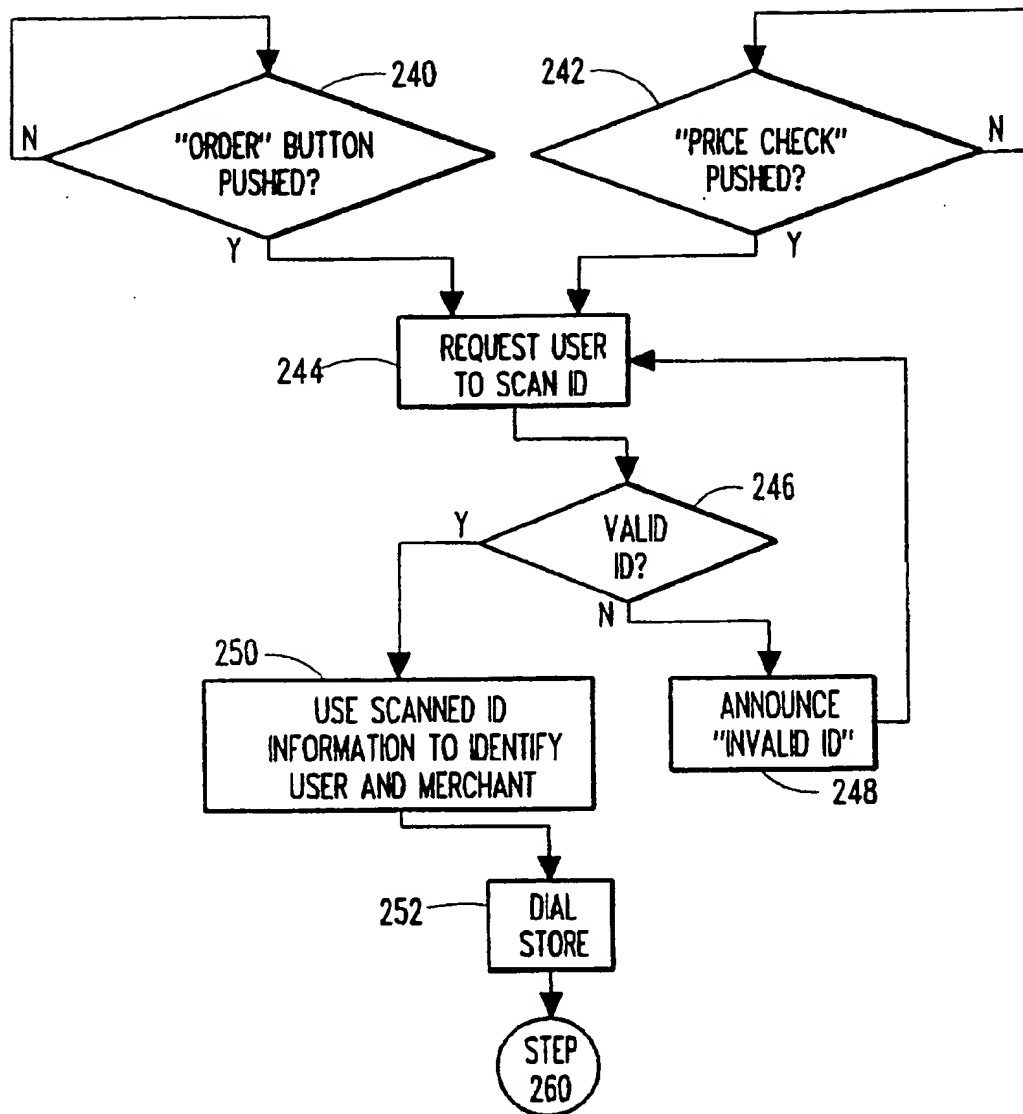 240
242
N
"ORDER" BUTTON
PUSHED?
"PRICE CHECK"
PUSHED?
N
Y
Y
REQUEST USER
TO SCAN ID
244
246
Y
VALID
ID?
N
250
USE SCANNED ID
INFORMATION TO IDENTIFY
USER AND MERCHANT
ANNOUNCE
"INVALID ID"
248
252
DIAL
STORE
STEP
260